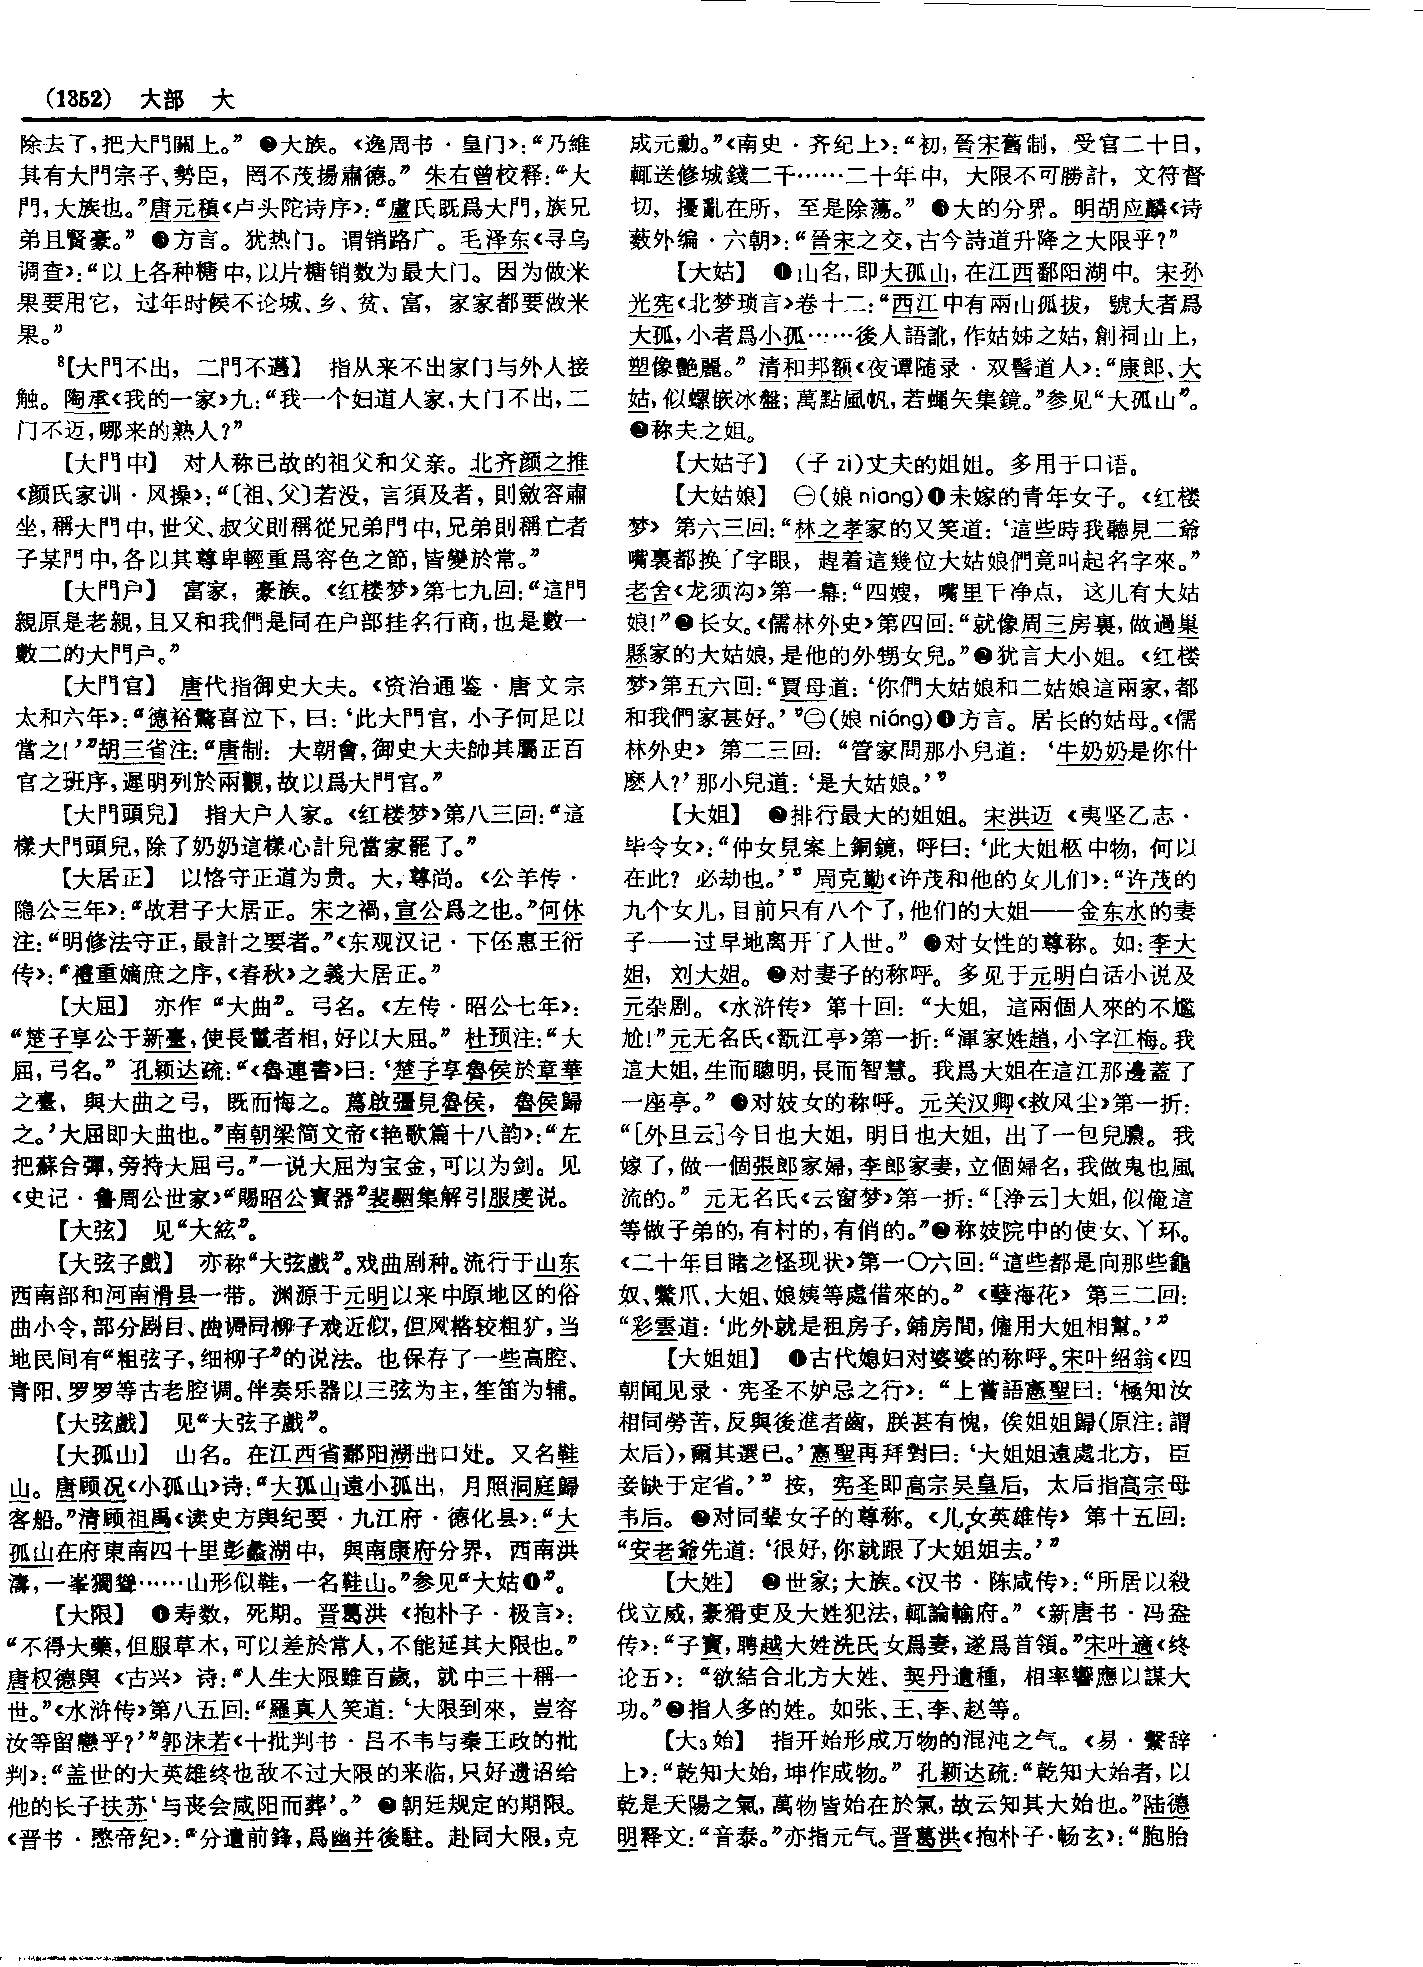 (1352) 大部 大
除去了，把大門關上。”❷大族。《逸周书·皇门》：“乃維
其有大門宗子、勢臣，罔不茂揚肅德。”朱右曾校释：“大
門，大族也。”唐元稹《卢头陀诗序》：“盧氏既爲大門，族兄
弟且賢豪。”❸方言。犹热门。谓销路广。毛泽东《寻乌
调查》：“以上各种糖中，以片糖销数为最大门。因为做米
果要用它，过年时候不论城、乡、贫、富，家家都要做米
果。”
8【大門不出，二門不邁】 指从来不出家门与外人接
触。陶承《我的一家》九：“我一个妇道人家，大门不出，二
门不迈，哪来的熟人？”
【大門中】 对人称已故的祖父和父亲。北齐颜之推
《颜氏家训·风操》：“〔祖、父〕若没，言須及者，則斂容肅
坐，稱大門中，世父、叔父則稱從兄弟門中，兄弟則稱亡者
子某門中，各以其尊卑輕重爲容色之節，皆變於常。”
【大門户】 富家，豪族。《红楼梦》第七九回：“這門
親原是老親，且又和我們是同在户部挂名行商，也是數一
數二的大門户。”
【大門官】 唐代指御史大夫。《资治通鉴·唐文宗
太和六年》：“德裕驚喜泣下，曰：‘此大門官，小子何足以
當之！’”胡三省注：“唐制：大朝會，御史大夫帥其屬正百
官之班序，遲明列於兩觀，故以爲大門官。”
【大門頭兒】 指大户人家。《红楼梦》第八三回：“這
樣大門頭兒，除了奶奶這樣心計兒當家罷了。”
【大居正】 以恪守正道为贵。大，尊尚。《公羊传·
隐公三年》：“故君子大居正。宋之禍，宣公爲之也。”何休
注：“明修法守正，最計之要者。”《东观汉记·下邳惠王衍
传》：“禮重嫡庶之序，《春秋》之義大居正。”
【大屈】 亦作“大曲”。弓名。《左传·昭公七年》：
“楚子享公于新臺，使長鬣者相，好以大屈。”杜预注：“大
屈，弓名。”孔颖达疏：“《魯連書》曰：‘楚子享魯侯於章華
之臺，與大曲之弓，既而悔之。薳啟彊見魯侯，魯侯歸
之。’大屈即大曲也。”南朝梁简文帝《艳歌篇十八韵》：“左
把蘇合彈，旁持大屈弓。”一说大屈为宝金，可以为剑。见
《史记·鲁周公世家》“賜昭公寶器”裴駰集解引服虔说。
【大弦】 见“大絃”。
【大弦子戲】 亦称“大弦戲”。戏曲剧种。流行于山东
西南部和河南滑县一带。渊源于元明以来中原地区的俗
曲小令，部分剧目、曲调同柳子戏近似，但风格较粗犷，当
地民间有“粗弦子，细柳子”的说法。也保存了一些高腔、
青阳、罗罗等古老腔调。伴奏乐器以三弦为主，笙笛为辅。
【大弦戲】 见“大弦子戲”。
【大孤山】 山名。在江西省鄱阳湖出口处。又名鞋
山。唐顾况《小孤山》诗：“大孤山遠小孤出，月照洞庭歸
客船。”清顾祖禹《读史方舆纪要·九江府·德化县》：“大
孤山在府東南四十里彭蠡湖中，與南康府分界，西南洪
濤，一峯獨聳……山形似鞋，一名鞋山。”参见“大姑❶”。
【大限】 ❶寿数，死期。晋葛洪《抱朴子·极言》：
“不得大藥，但服草木，可以差於常人，不能延其大限也。”
唐权德舆《古兴》诗：“人生大限雖百歲，就中三十稱一
世。”《水浒传》第八五回：“羅真人笑道：‘大限到來，豈容
汝等留戀乎？’”郭沫若《十批判书·吕不韦与秦王政的批
判》：“盖世的大英雄终也敌不过大限的来临，只好遗诏给
他的长子扶苏‘与丧会咸阳而葬’。”❷朝廷规定的期限。
《晋书·愍帝纪》：“分遣前鋒，爲幽并後駐。赴同大限，克
成元勳。”《南史·齐纪上》：“初，晉宋舊制，受官二十日，
輒送修城錢二千……二十年中，大限不可勝計，文符督
切，擾亂在所，至是除蕩。”❸大的分界。明胡应麟《诗
薮外编·六朝》：“晉宋之交，古今詩道升降之大限乎？”
【大姑】 ❶山名，即大孤山，在江西鄱阳湖中。宋孙
光宪《北梦琐言》卷十二：“西江中有兩山孤拔，號大者爲
大孤，小者爲小孤……後人語訛，作姑姊之姑，創祠山上，
塑像艷麗。”清和邦额《夜谭随录·双髻道人》：“康郎、大
姑，似螺嵌冰盤；萬點風帆，若蠅矢集鏡。”参见“大孤山”。
❷称夫之姐。
【大姑子】 （子zi）丈夫的姐姐。多用于口语。
【大姑娘】 ㊀（娘niang）❶未嫁的青年女子。《红楼
梦》第六三回：“林之孝家的又笑道：‘這些時我聽見二爺
嘴裏都换了字眼，趕着這幾位大姑娘們竟叫起名字來。”
老舍《龙须沟》第一幕：“四嫂，嘴里干净点，这儿有大姑
娘！”❷长女。《儒林外史》第四回：“就像周三房裏，做過巢
縣家的大姑娘，是他的外甥女兒。”❷犹言大小姐。《红楼
梦》第五六回：“賈母道：‘你們大姑娘和二姑娘這兩家，都
和我們家甚好。’”㊁（娘niáng）❶方言。居长的姑母。《儒
林外史》第二三回：“管家問那小兒道：‘牛奶奶是你什
麽人？’那小兒道：‘是大姑娘。’”
【大姐】 ❷排行最大的姐姐。宋洪迈《夷坚乙志·
毕令女》：“仲女見案上銅鏡，呼曰：‘此大姐柩中物，何以
在此？必劫也。’”周克勤《许茂和他的女儿们》：“许茂的
九个女儿，目前只有八个了，他们的大姐——金东水的妻
子——过早地离开了人世。”❸对女性的尊称。如：李大
姐，刘大姐。❷对妻子的称呼。多见于元明白话小说及
元杂剧。《水浒传》第十回：“大姐，這兩個人來的不尷
尬！”元无名氏《翫江亭》第一折：“渾家姓趙，小字江梅。我
這大姐，生而聰明，長而智慧。我爲大姐在這江那邊蓋了
一座亭。”❸对妓女的称呼。元关汉卿《救风尘》第一折：
“［外旦云］今日也大姐，明日也大姐，出了一包兒膿。我
嫁了，做一個張郎家婦，李郎家妻，立個婦名，我做鬼也風
流的。”元无名氏《云窗梦》第一折：“［净云］大姐，似俺這
等做子弟的，有村的，有俏的。”❷称妓院中的使女、丫环。
《二十年目睹之怪现状》第一〇六回：“這些都是向那些龜
奴、鱉爪、大姐、娘姨等處借來的。”《孽海花》第三二回：
“彩雲道：‘此外就是租房子，鋪房間，僱用大姐相幫。’”
【大姐姐】 ❶古代媳妇对婆婆的称呼。宋叶绍翁《四
朝闻见录·宪圣不妒忌之行》：“上嘗語憲聖曰：‘極知汝
相同勞苦，反與後進者齒，朕甚有愧，俟姐姐歸（原注：謂
太后），爾其選已。’憲聖再拜對曰：‘大姐姐遠處北方，臣
妾缺于定省。’”按，宪圣即高宗吴皇后，太后指高宗母
韦后。❷对同辈女子的尊称。《儿女英雄传》第十五回：
“安老爺先道：‘很好，你就跟了大姐姐去。’”
【大姓】 ❷世家；大族。《汉书·陈咸传》：“所居以殺
伐立威，豪猾吏及大姓犯法，輒論輸府。”《新唐书·冯盎
传》：“子寶，聘越大姓洗氏女爲妻，遂爲首領。”宋叶適《终
论五》：“欲結合北方大姓、契丹遺種，相率響應以謀大
功。”❷指人多的姓。如张、王、李、赵等。
【大3始】 指开始形成万物的混沌之气。《易·繫辞
上》：“乾知大始，坤作成物。”孔颖达疏：“乾知大始者，以
乾是天陽之氣，萬物皆始在於氣，故云知其大始也。”陆德
明释文：“音泰。”亦指元气。晋葛洪《抱朴子·畅玄》：“胞胎